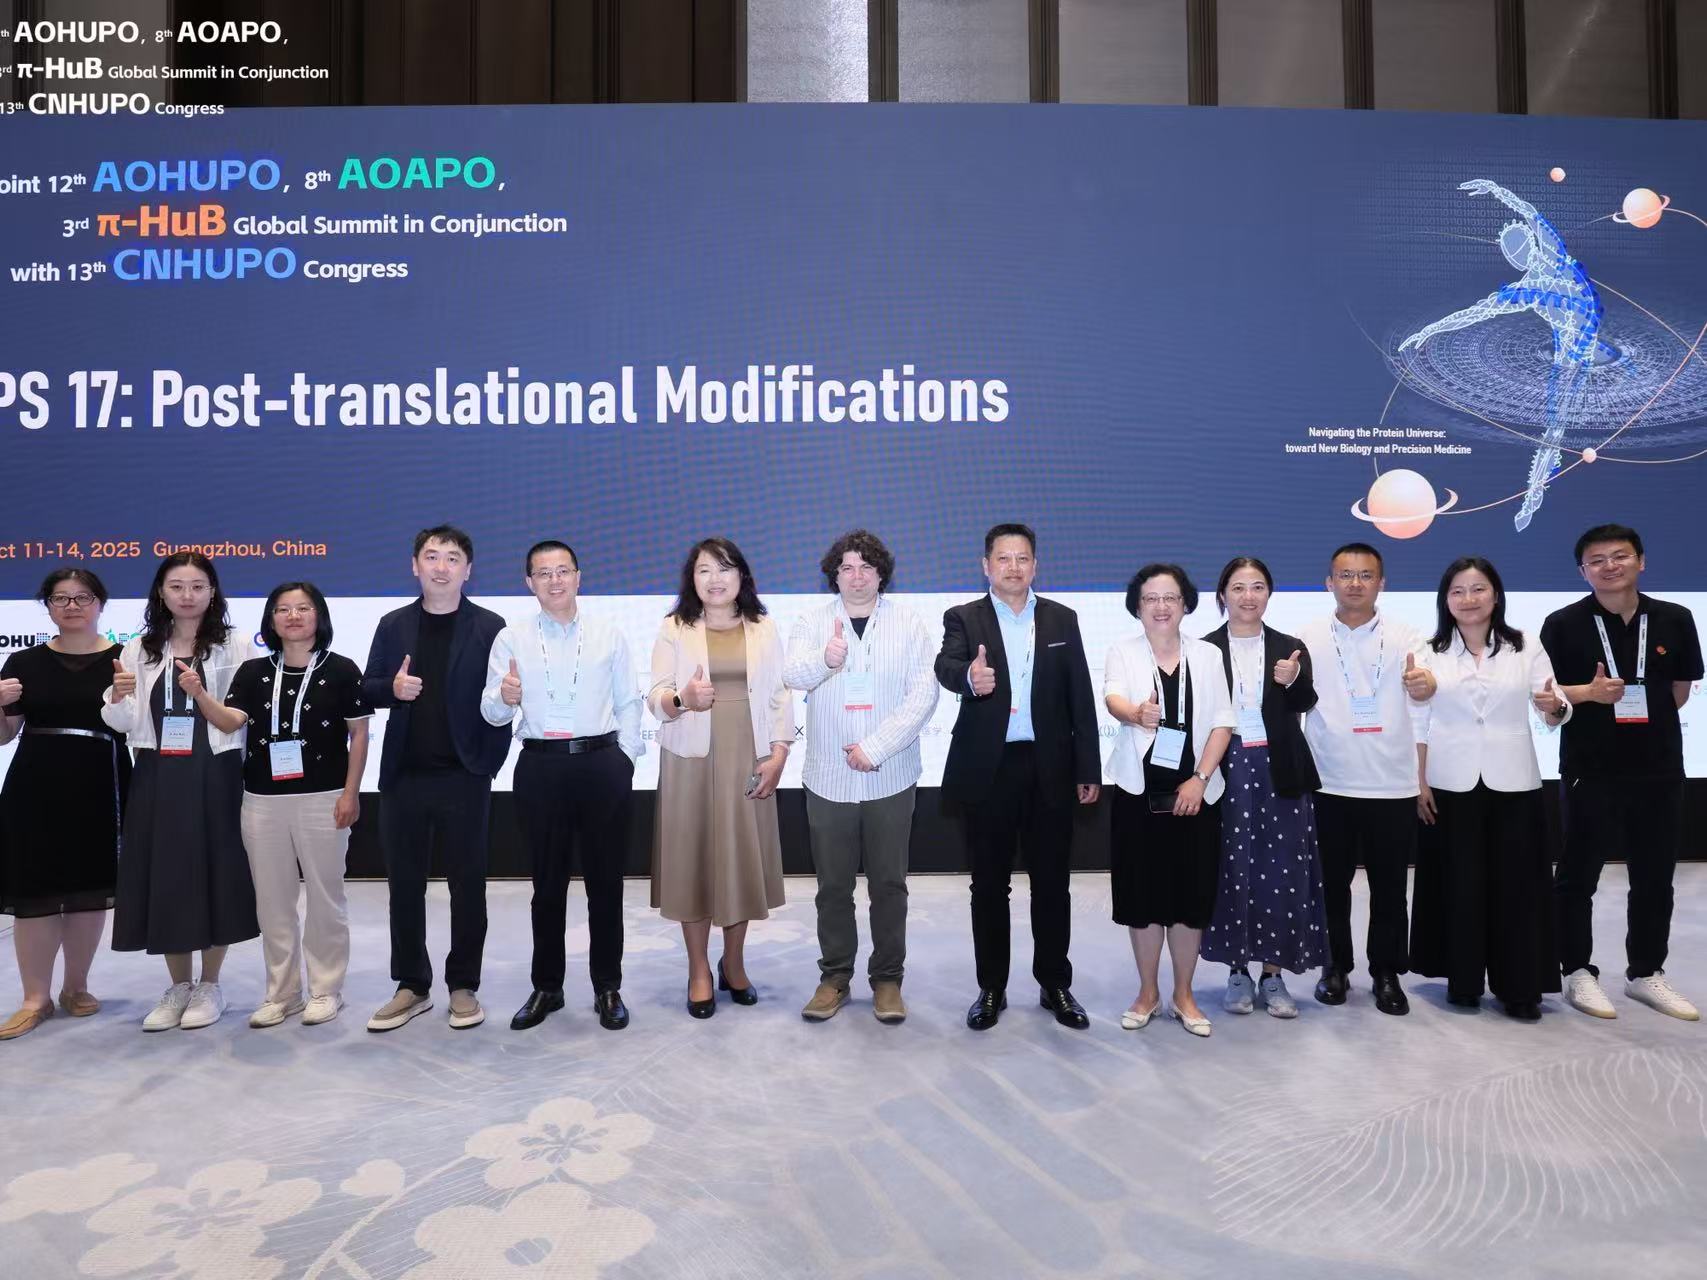 th AOHUPO, 8th AOAPO,
3rd π-HuB Global Summit in Conjunction
13th CNHUPO Congress
oint 12th AOHUPO, 8th AOAPO,
3rd π-HuB Global Summit in Conjunction
with 13th CNHUPO Congress
PS 17: Post-translational Modifications
Navigating the Protein Universe:
toward New Biology and Precision Medicine
ct 11-14, 2025 Guangzhou, China